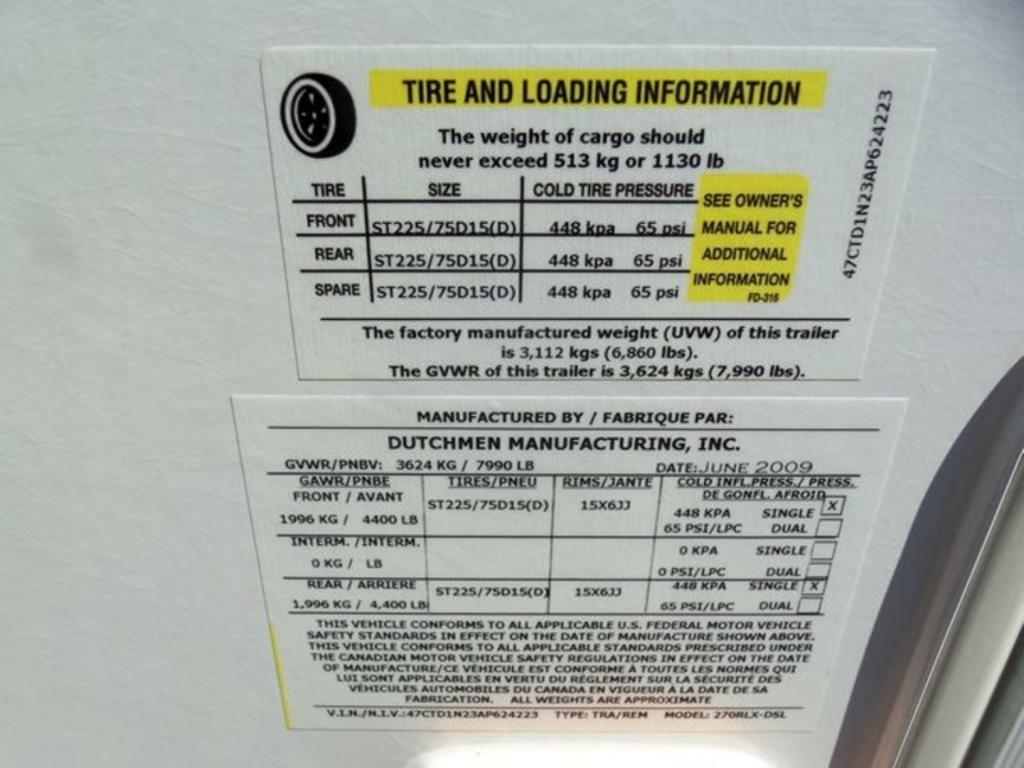 TIRE AND LOADING INFORMATION
The weight of cargo should
never exceed 513 kg or 1130 lb
TIRE SIZE COLD TIRE PRESSURE
FRONT ST225/75D15(D) 448 kpa 65 psi
REAR ST225/75D15(D) 448 kpa 65 psi
SPARE ST225/75D15(D) 448 kpa 65 psi
SEE OWNER'S
MANUAL FOR
ADDITIONAL
INFORMATION
FD-316
The factory manufactured weight (UVW) of this trailer
is 3,112 kgs (6,860 lbs).
The GVWR of this trailer is 3,624 kgs (7,990 lbs).
47CTD1N23AP624223
MANUFACTURED BY / FABRIQUE PAR:
DUTCHMEN MANUFACTURING, INC.
GVWR/PNBV: 3624 KG / 7990 LB DATE: JUNE 2009
GAWR/PNBE TIRES/PNEU RIMS/JANTE COLD INFL.PRESS./ PRESS.
DE GONFL. AFROID
FRONT / AVANT ST225/75D15(D) 15X6JJ 448 KPA SINGLE X
1996 KG / 4400 LB 65 PSI/LPC DUAL
INTERM. /INTERM. 0 KPA SINGLE
0 KG / LB 0 PSI/LPC DUAL
REAR / ARRIERE ST225/75D15(D) 15X6JJ 448 KPA SINGLE X
1,996 KG / 4,400 LB 65 PSI/LPC DUAL
THIS VEHICLE CONFORMS TO ALL APPLICABLE U.S. FEDERAL MOTOR VEHICLE
SAFETY STANDARDS IN EFFECT ON THE DATE OF MANUFACTURE SHOWN ABOVE.
THIS VEHICLE CONFORMS TO ALL APPLICABLE STANDARDS PRESCRIBED UNDER
THE CANADIAN MOTOR VEHICLE SAFETY REGULATIONS IN EFFECT ON THE DATE
OF MANUFACTURE/CE VÉHICULE EST CONFORME À TOUTES LES NORMES QUI
LUI SONT APPLICABLES EN VERTU DU RÈGLEMENT SUR LA SÉCURITÉ DES
VÉHICULES AUTOMOBILES DU CANADA EN VIGUEUR À LA DATE DE SA
FABRICATION. ALL WEIGHTS ARE APPROXIMATE
V.I.N./N.I.V.:47CTD1N23AP624223 TYPE: TRA/REM MODEL: 270RLX-DSL